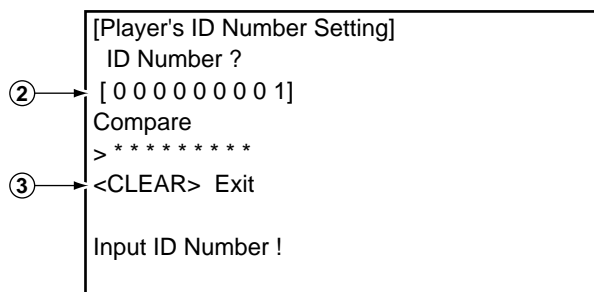 [Player's ID Number Setting]
ID Number ?
② [ 0 0 0 0 0 0 0 0 1]
Compare
> * * * * * * * * *
③ <CLEAR> Exit
Input ID Number !